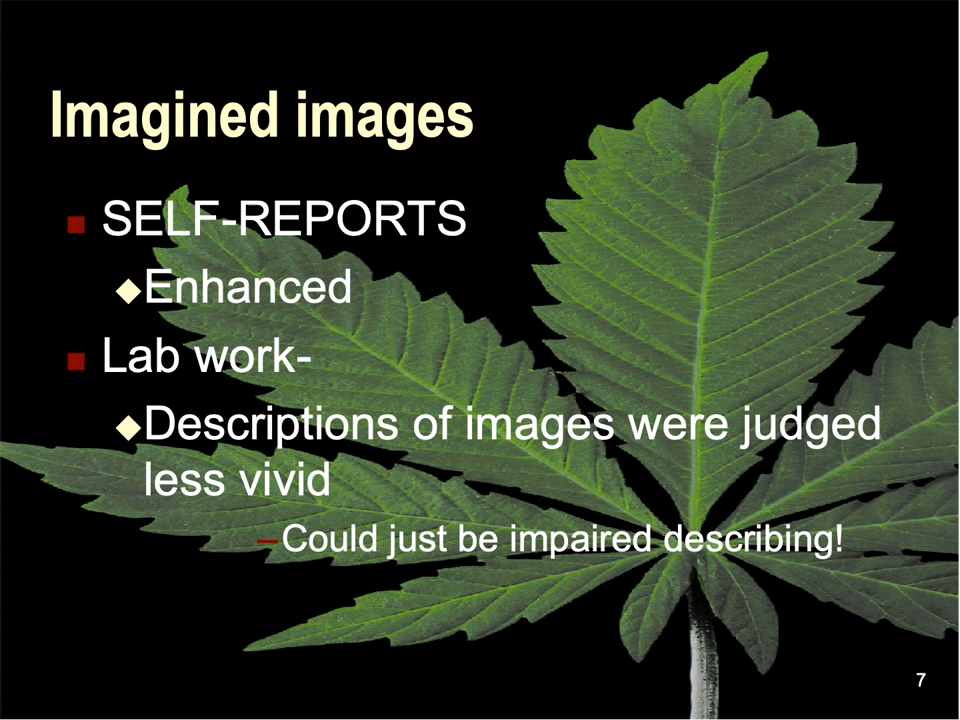 Imagined images
SELF-REPORTS
Enhanced
Lab work-
Descriptions of images were judged
less vivid
–Could just be impaired describing!
7